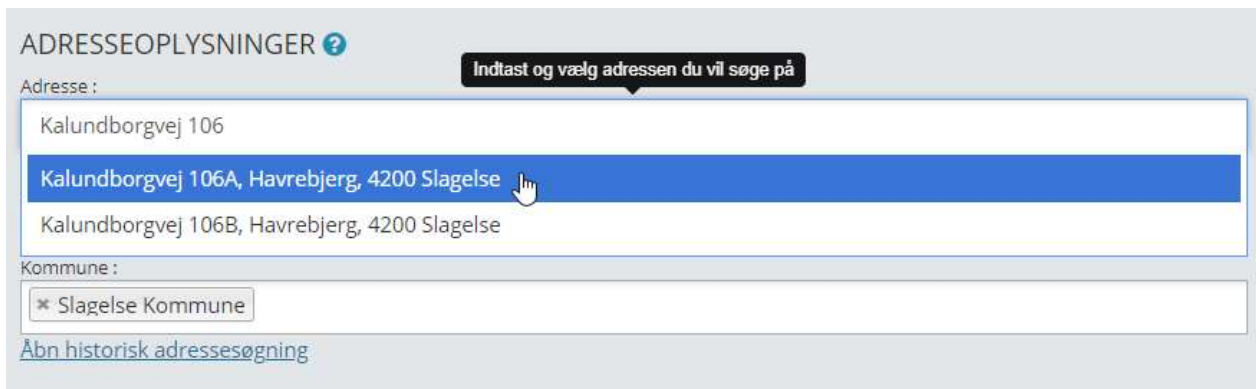 ADRESSEOPLYSNINGER ?
Indtast og vælg adressen du vil søge på
Adresse :
Kalundborgvej 106
Kalundborgvej 106A, Havrebjerg, 4200 Slagelse
Kalundborgvej 106B, Havrebjerg, 4200 Slagelse
Kommune :
× Slagelse Kommune
Åbn historisk adressesøgning